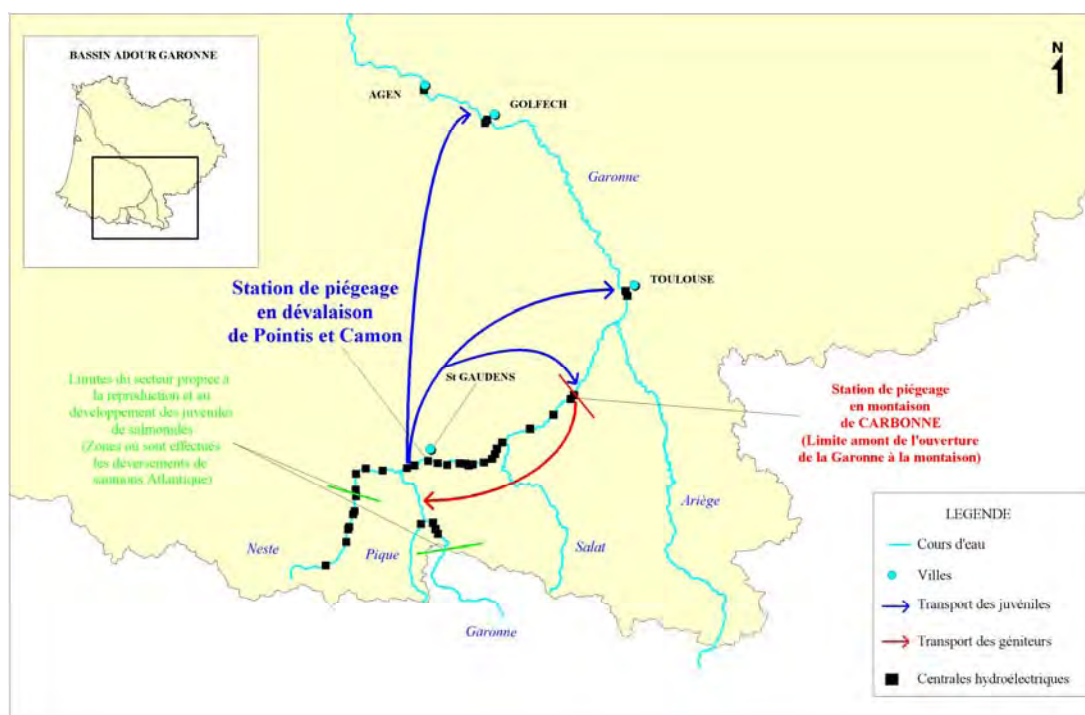 BASSIN ADOUR GARONNE
N
AGEN
GOLFECH
Garonne
TOULOUSE
Station de piégeage
en dévalaison
de Pointis et Camon
St GAUDENS
Limites du secteur propice à
la reproduction et au
développement des juvéniles
de salmonidés
(Zones où sont effectués
les déversements de
saumons Atlantique)
Station de piégeage
en montaison
de CARBONNE
(Limite amont de l'ouverture
de la Garonne à la montaison)
Neste
Pique
Salat
Ariège
Garonne
LEGENDE
Cours d'eau
Villes
Transport des juvéniles
Transport des géniteurs
Centrales hydroélectriques